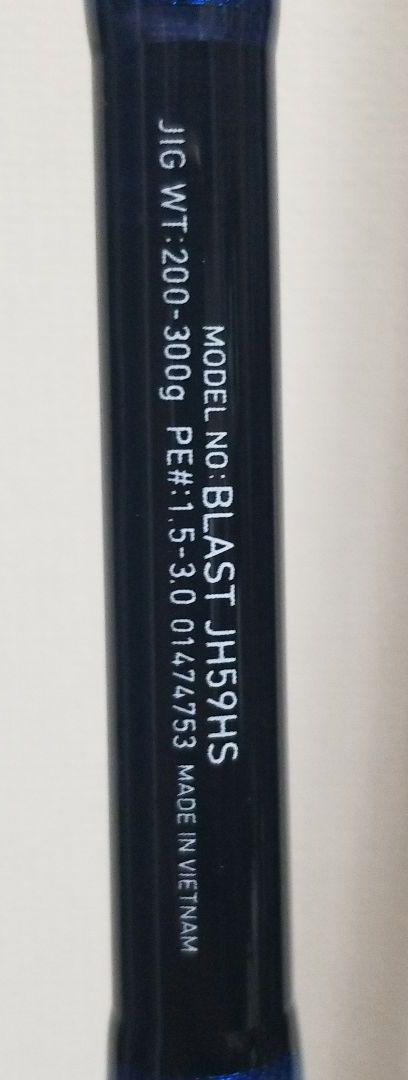 MODEL NO:BLAST JH59HS
JIG WT:200-300g PE#:1.5-3.0 01474753 MADE IN VIETNAM